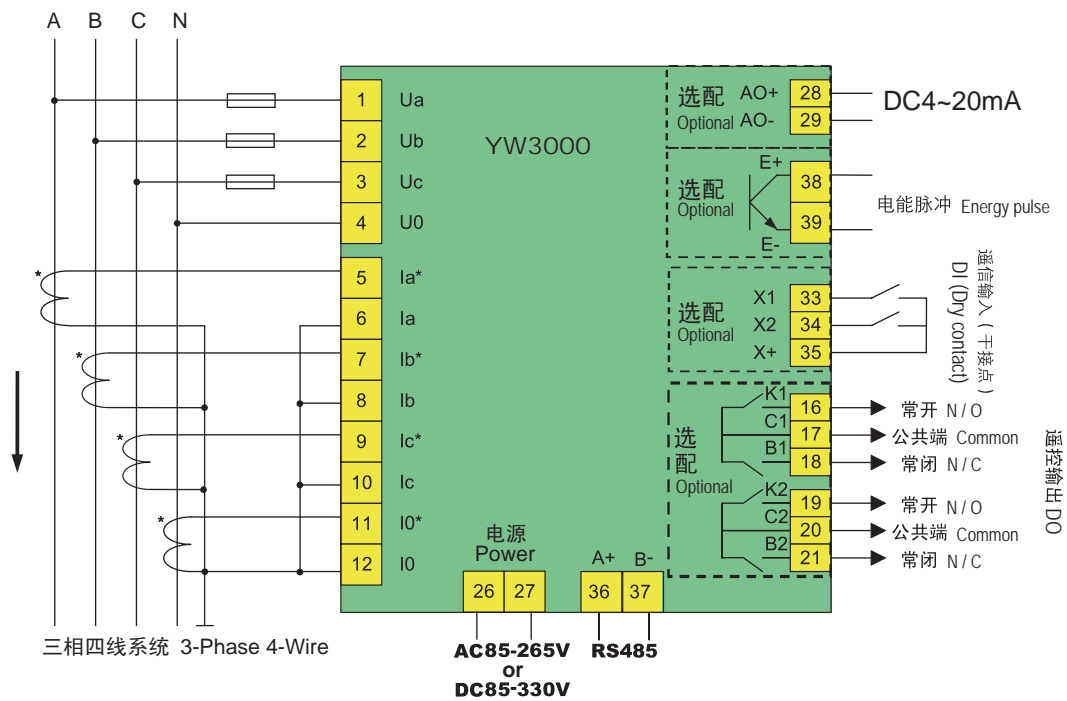 A B C N
1 Ua
2 Ub
3 Uc
4 U0
* 5 Ia*
6 Ia
* 7 Ib*
8 Ib
* 9 Ic*
10 Ic
* 11 I0*
12 I0
YW3000
选配
Optional
AO+ 28
AO- 29
DC4~20mA
选配
Optional
E+ 38
39
E-
电能脉冲 Energy pulse
选配
Optional
X1 33
X2 34
X+ 35
遥信输入（干接点）
DI (Dry contact)
选
配
Optional
K1 16 常开 N/O
C1 17 公共端 Common
B1 18 常闭 N/C
K2 19 常开 N/O
C2 20 公共端 Common
B2 21 常闭 N/C
遥控输出 DO
电源
Power
26 27
A+ B-
36 37
三相四线系统 3-Phase 4-Wire
AC85-265V
or
DC85-330V
RS485